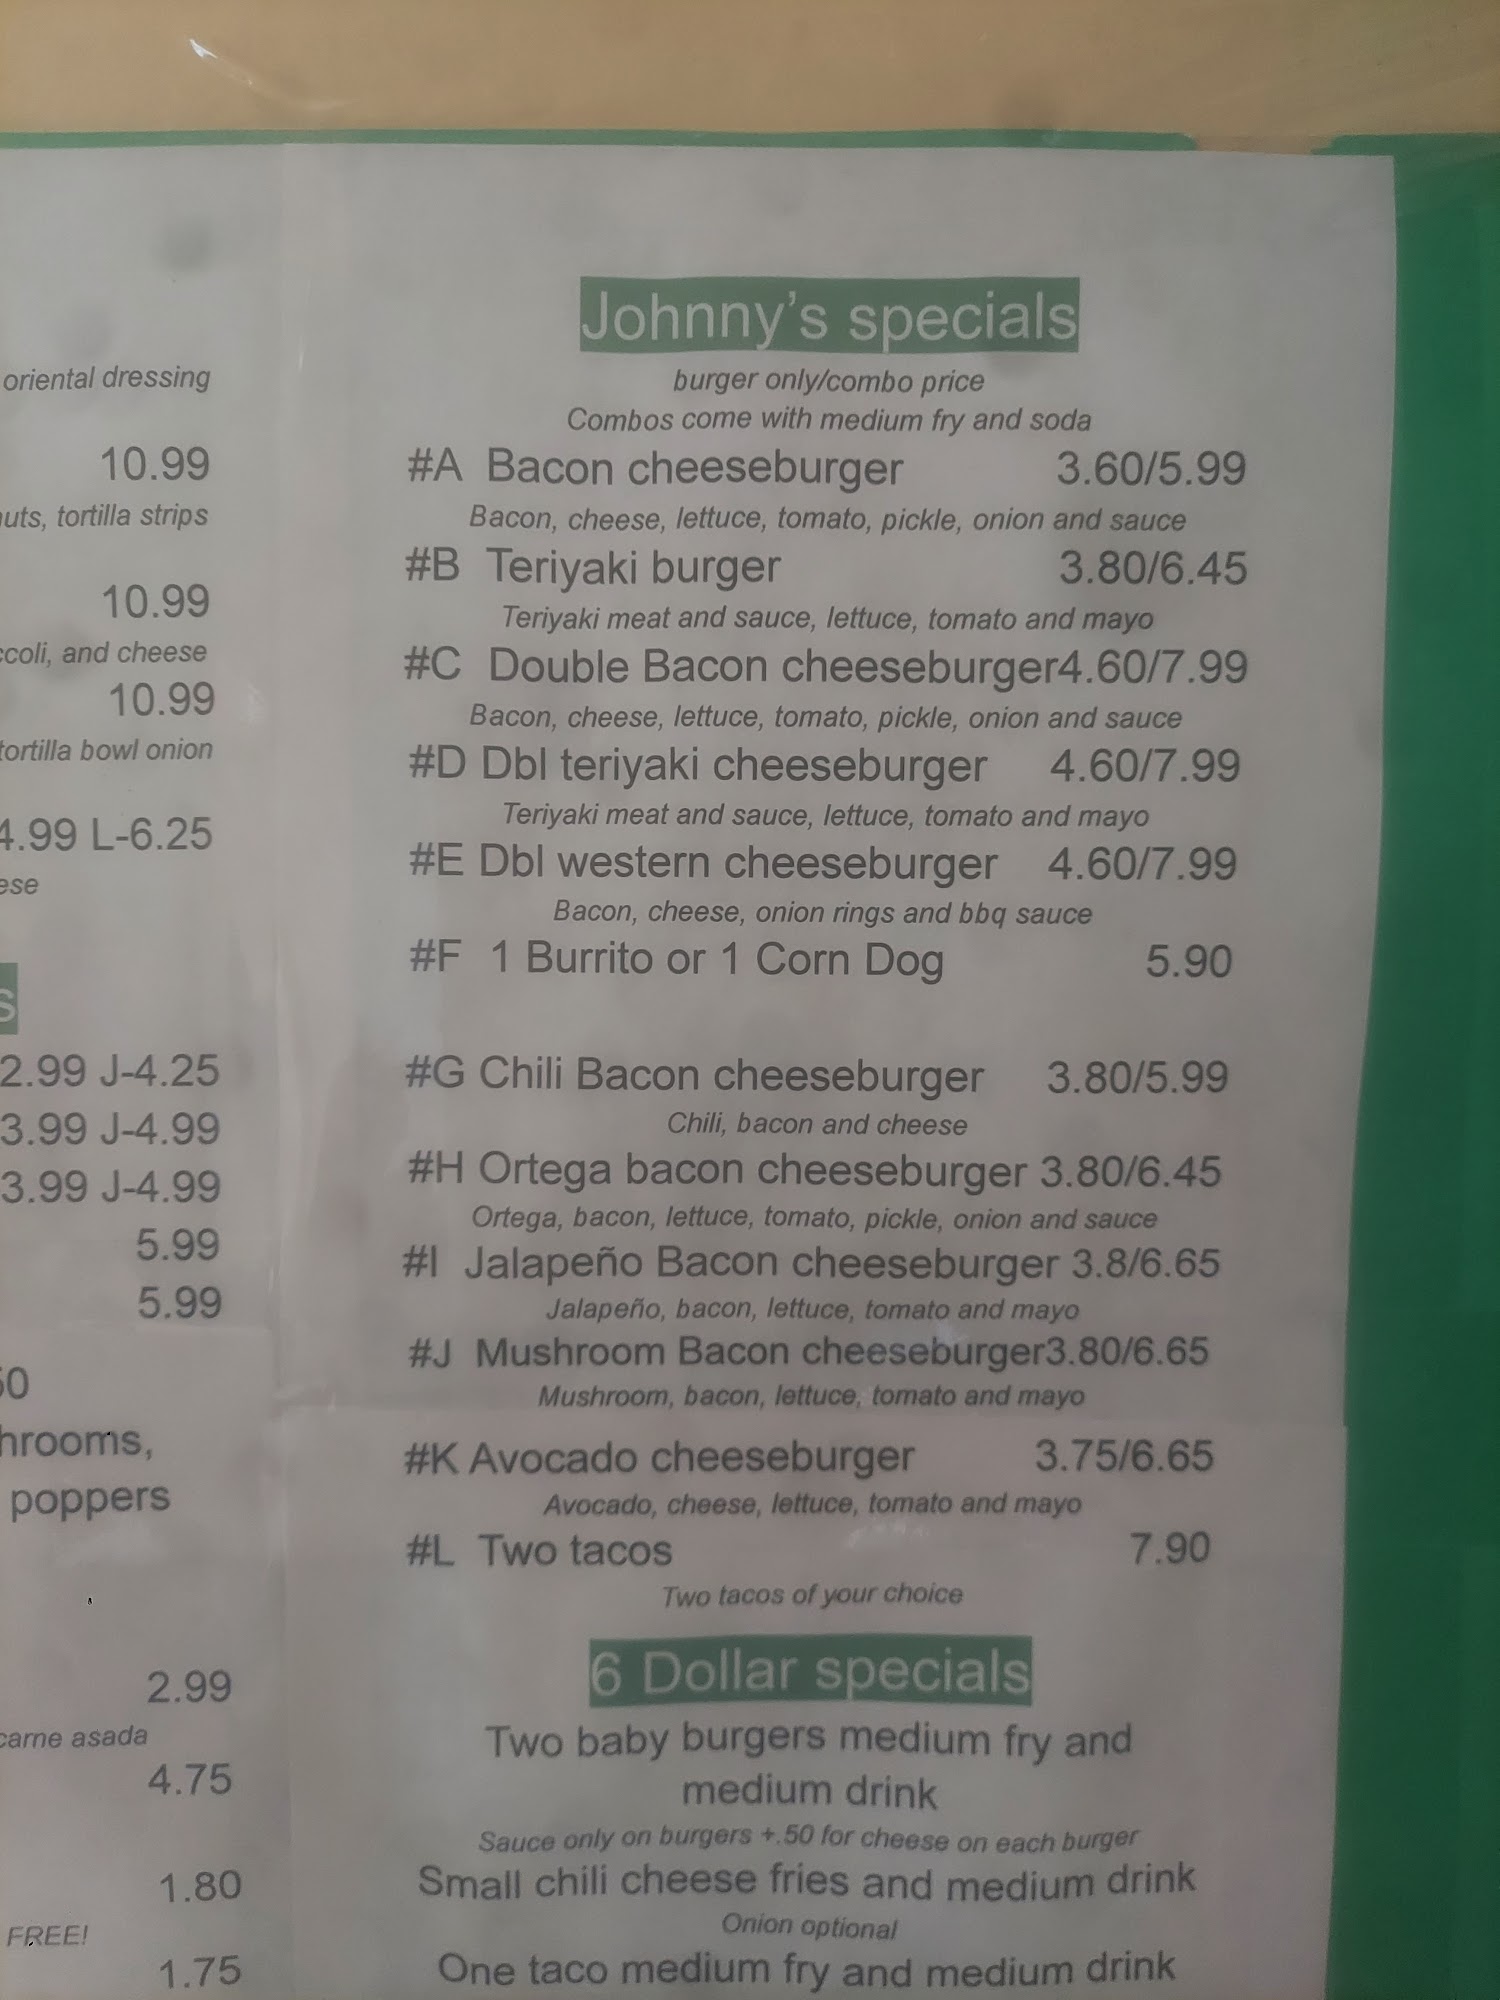 oriental dressing
10.99
tortilla strips
10.99
and cheese
10.99
tortilla bowl onion
4.99 L-6.25
2.99 J-4.25
3.99 J-4.99
3.99 J-4.99
5.99
5.99
poppers
2.99
carne asada
4.75
1.80
FREE!
1.75
Johnny's specials
burger only/combo price
Combos come with medium fry and soda
#A Bacon cheeseburger 3.60/5.99
Bacon, cheese, lettuce, tomato, pickle, onion and sauce
#B Teriyaki burger 3.80/6.45
Teriyaki meat and sauce, lettuce, tomato and mayo
#C Double Bacon cheeseburger4.60/7.99
Bacon, cheese, lettuce, tomato, pickle, onion and sauce
#D Dbl teriyaki cheeseburger 4.60/7.99
Teriyaki meat and sauce, lettuce, tomato and mayo
#E Dbl western cheeseburger 4.60/7.99
Bacon, cheese, onion rings and bbq sauce
#F 1 Burrito or 1 Corn Dog 5.90
#G Chili Bacon cheeseburger 3.80/5.99
Chili, bacon and cheese
#H Ortega bacon cheeseburger 3.80/6.45
Ortega, bacon, lettuce, tomato, pickle, onion and sauce
#I Jalapeño Bacon cheeseburger 3.8/6.65
Jalapeño, bacon, lettuce, tomato and mayo
#J Mushroom Bacon cheeseburger3.80/6.65
Mushroom, bacon, lettuce, tomato and mayo
#K Avocado cheeseburger 3.75/6.65
Avocado, cheese, lettuce, tomato and mayo
#L Two tacos 7.90
Two tacos of your choice
6 Dollar specials
Two baby burgers medium fry and
medium drink
Sauce only on burgers +.50 for cheese on each burger
Small chili cheese fries and medium drink
Onion optional
One taco medium fry and medium drink